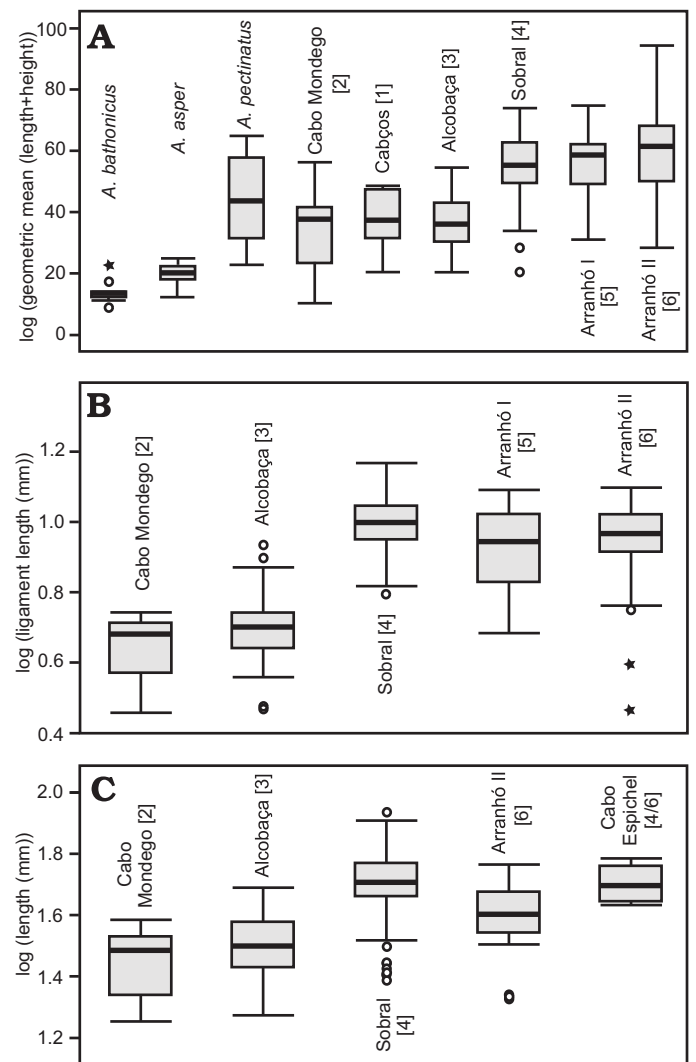 A
log (geometric mean (length+height))
100
80
60
40
20
0
A. bathonicus
A. asper
A. pectinatus
Cabo Mondego
[2]
Cabços [1]
Alcobaça [3]
Sobral [4]
Arranhó I
[5]
Arranhó II
[6]
B
log (ligament length (mm))
1.2
1.0
0.8
0.6
0.4
Cabo Mondego [2]
Alcobaça [3]
Sobral [4]
Arranhó I
[5]
Arranhó II
[6]
C
log (length (mm))
2.0
1.8
1.6
1.4
1.2
Cabo
Mondego [2]
Alcobaça [3]
Sobral
[4]
Arranhó II
[6]
Cabo
Espichel
[4/6]